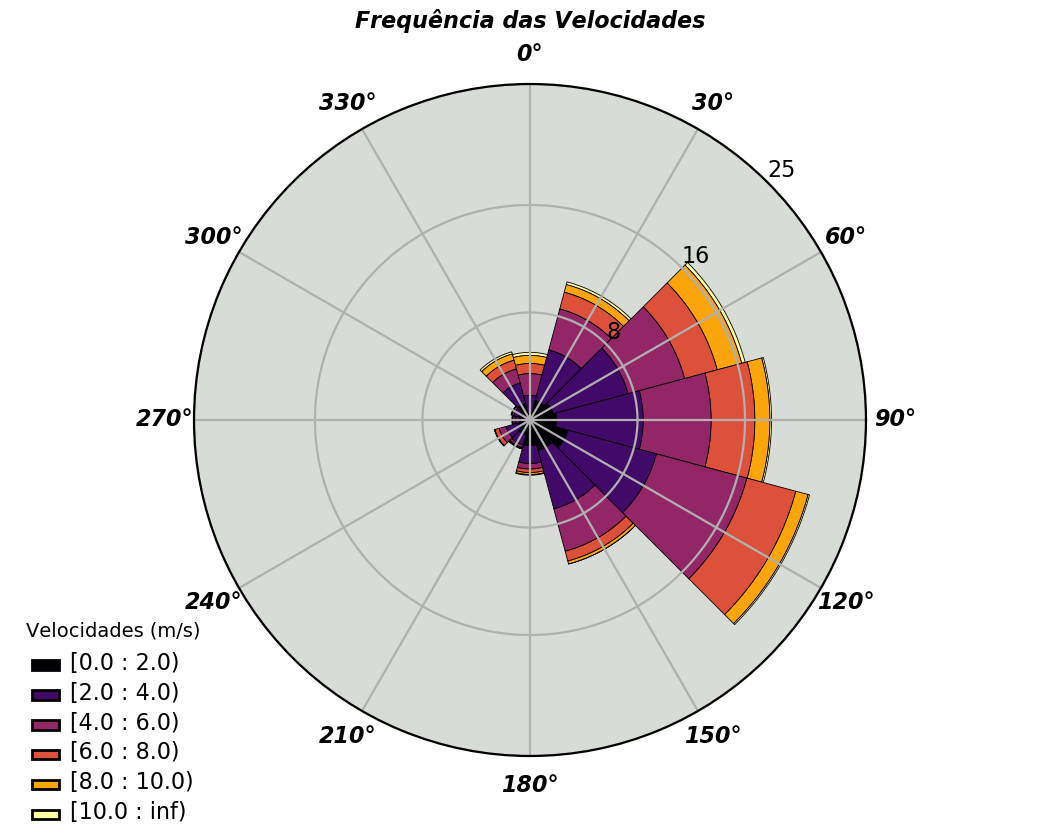 Frequência das Velocidades
0°
330°
30°
25
300°
60°
16
8
270°
90°
240°
120°
210°
150°
180°
Velocidades (m/s)
[0.0 : 2.0)
[2.0 : 4.0)
[4.0 : 6.0)
[6.0 : 8.0)
[8.0 : 10.0)
[10.0 : inf)